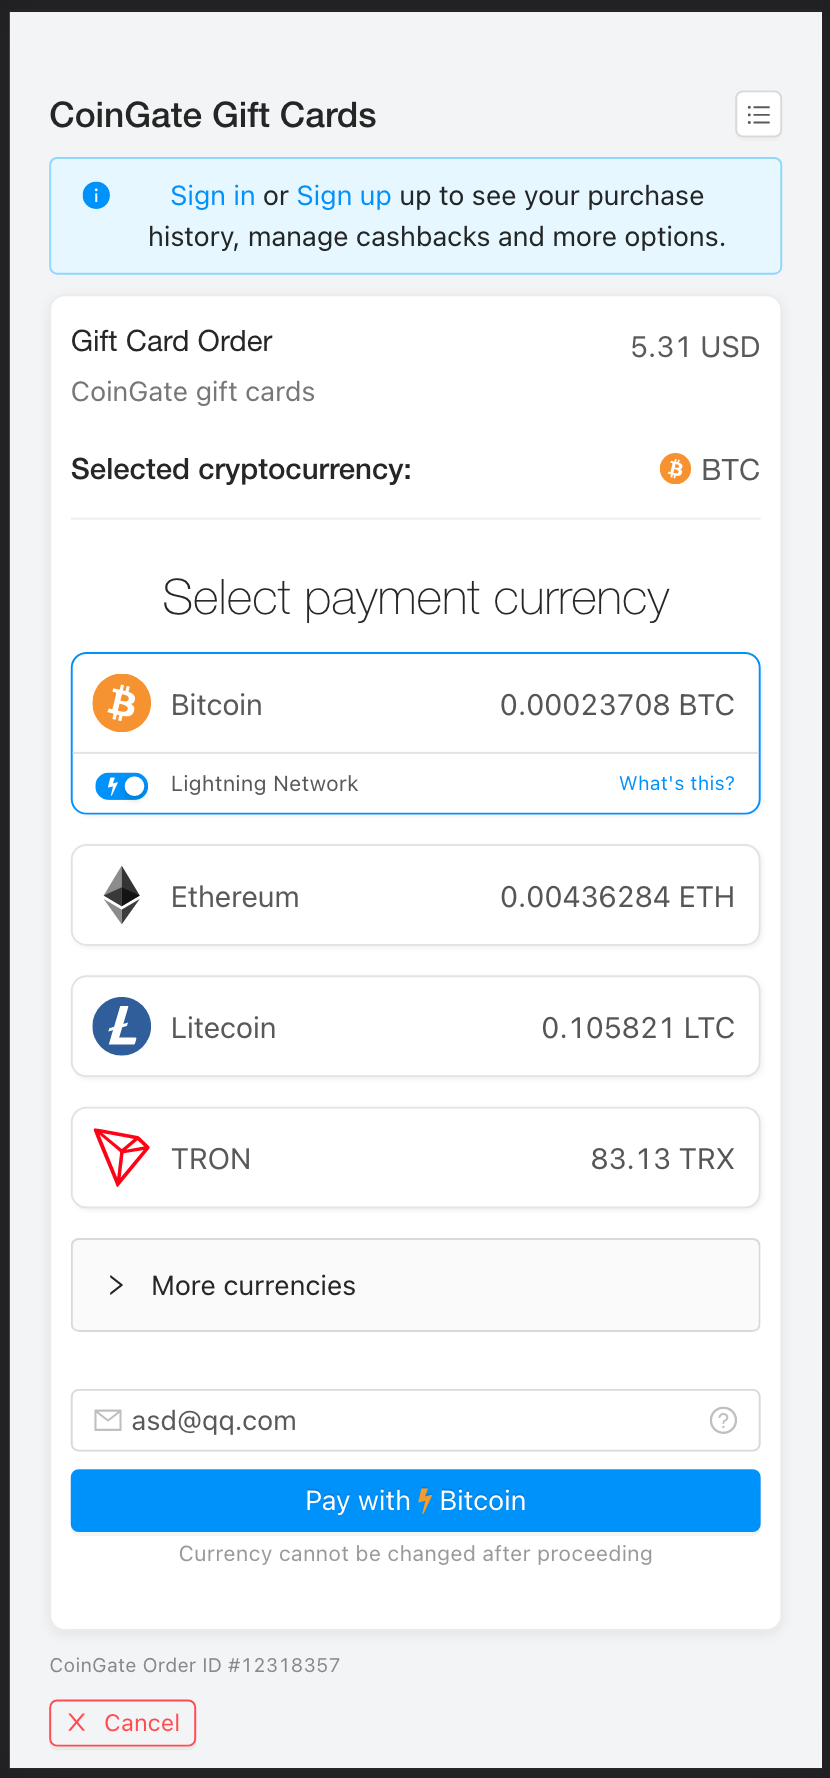 CoinGate Gift Cards
Sign in or Sign up up to see your purchase
history, manage cashbacks and more options.
Gift Card Order
5.31 USD
CoinGate gift cards
Selected cryptocurrency:
BTC
Select payment currency
Bitcoin
0.00023708 BTC
Lightning Network
What's this?
Ethereum
0.00436284 ETH
Litecoin
0.105821 LTC
TRON
83.13 TRX
More currencies
asd@qq.com
Pay with Bitcoin
Currency cannot be changed after proceeding
CoinGate Order ID #12318357
Cancel